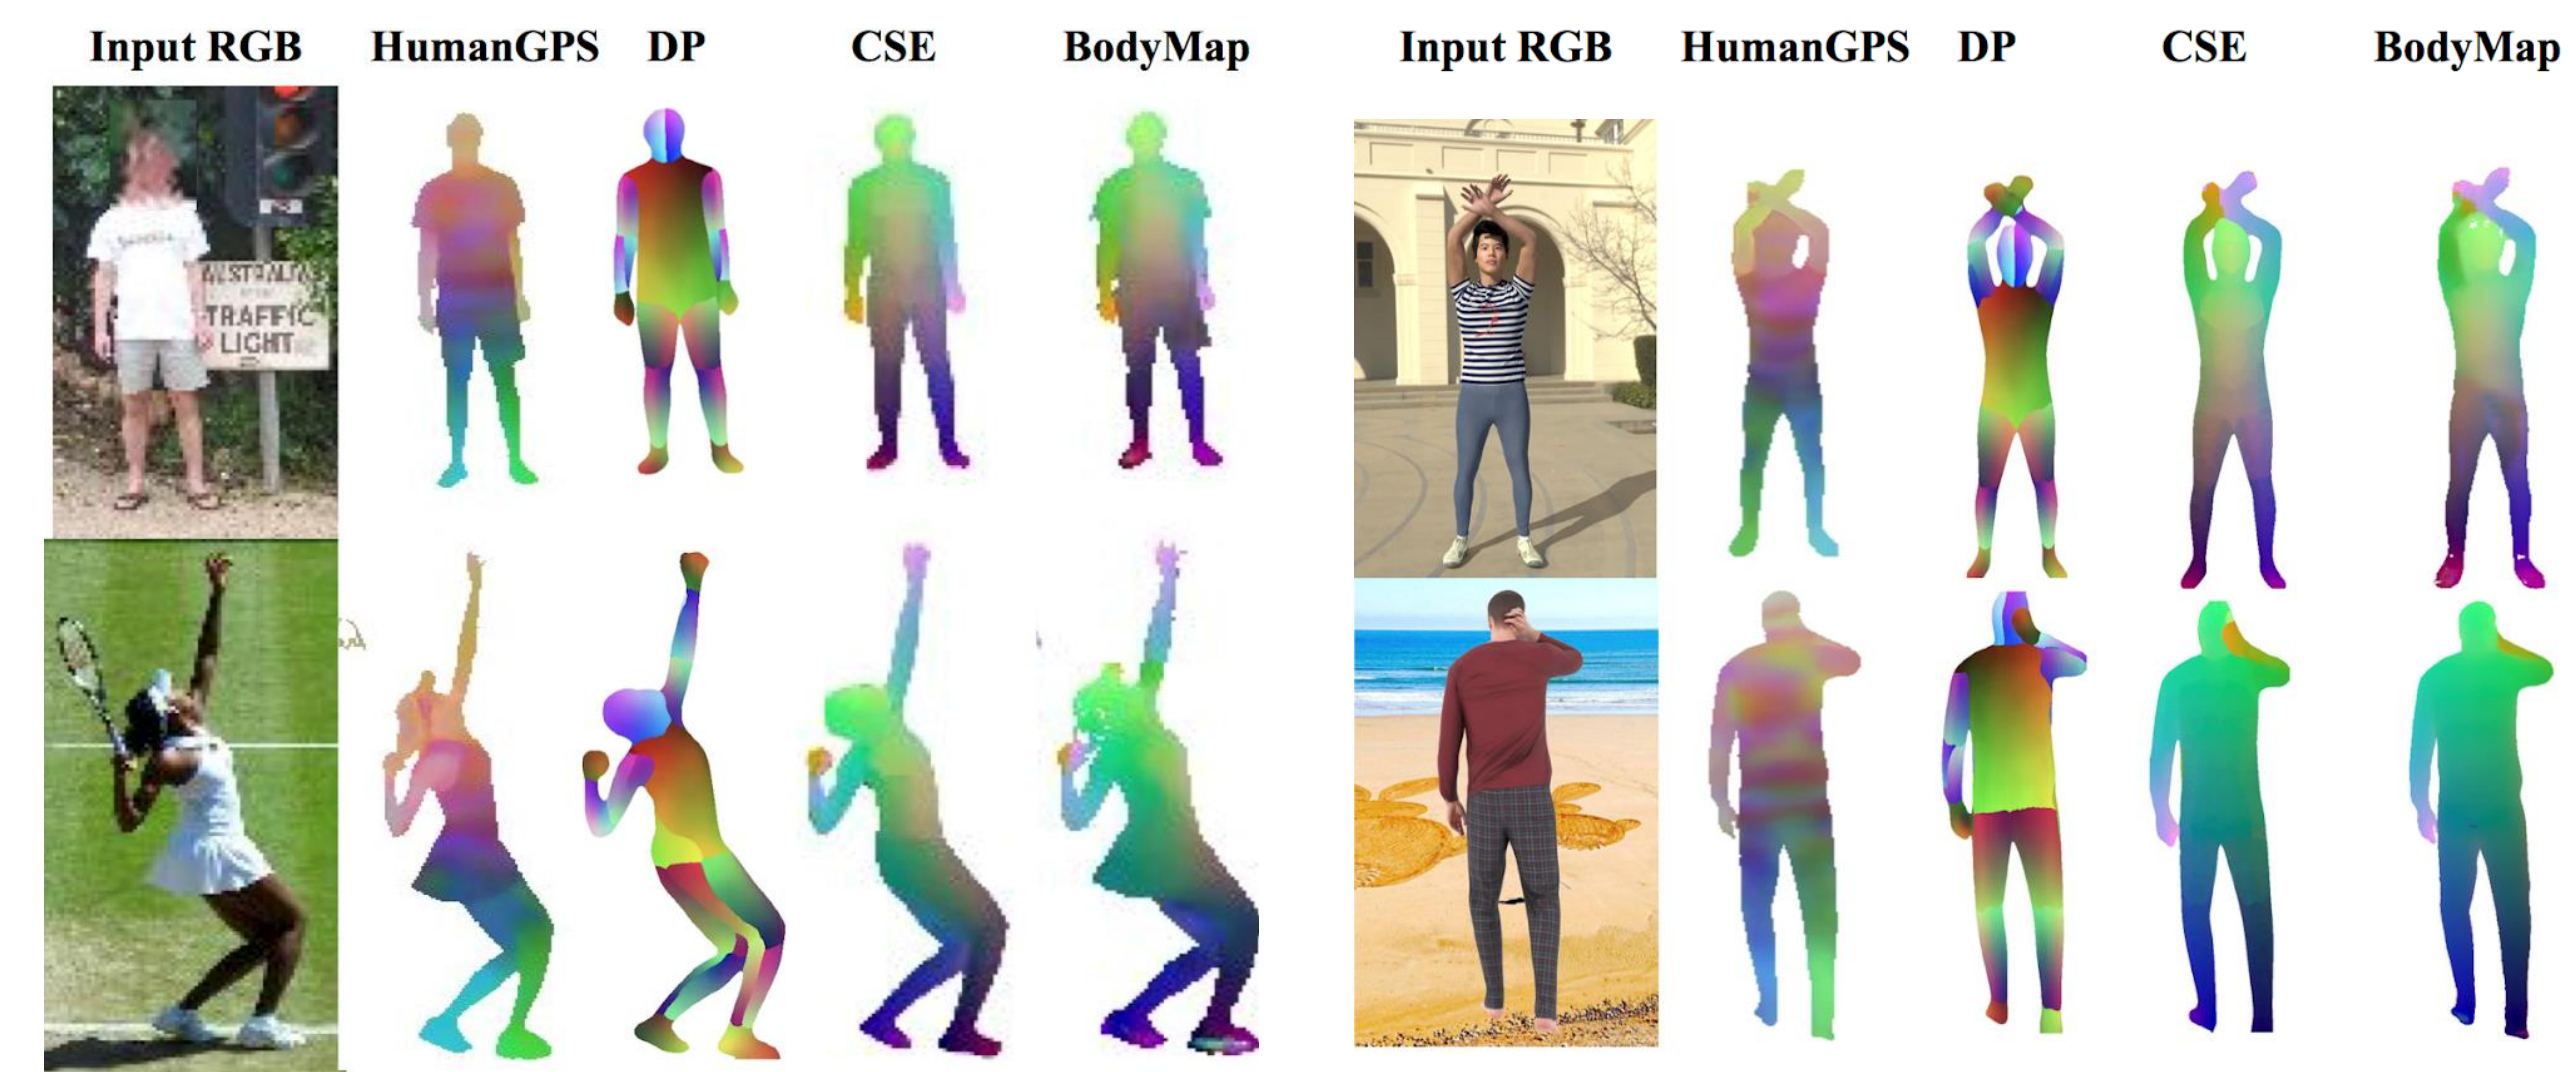 Input RGB HumanGPS DP CSE BodyMap
Input RGB HumanGPS DP CSE BodyMap
AUSTRALIA
TRAFFIC
LIGHT